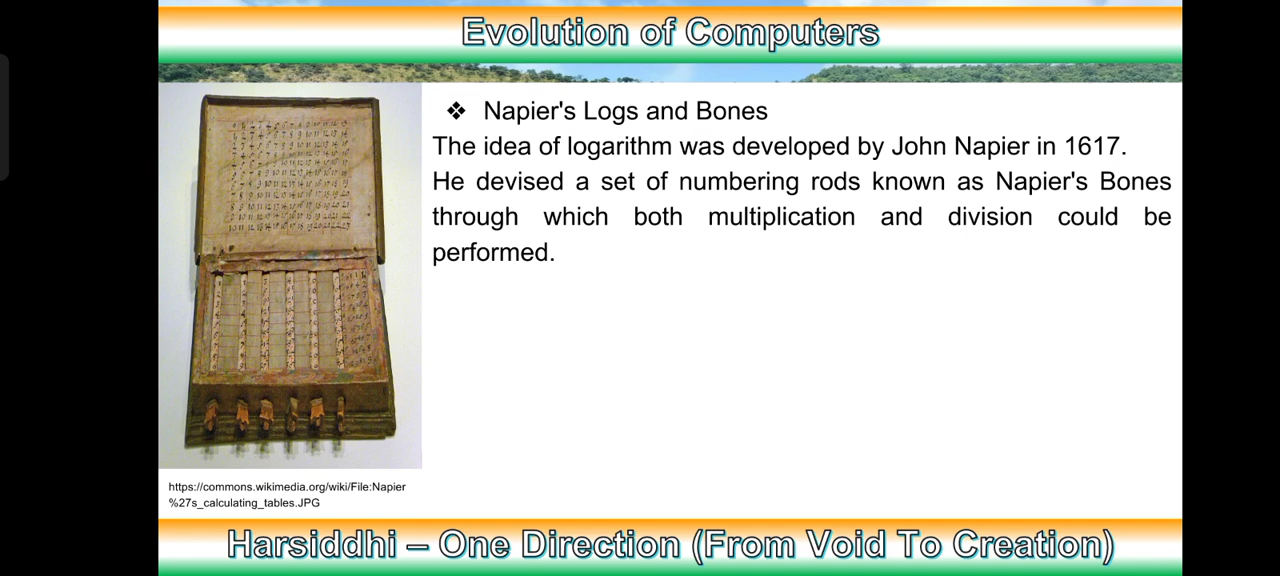 Evolution of Computers
❖ Napier's Logs and Bones
The idea of logarithm was developed by John Napier in 1617.
He devised a set of numbering rods known as Napier's Bones
through which both multiplication and division could be
performed.
https://commons.wikimedia.org/wiki/File:Napier
%27s_calculating_tables.JPG
Harsiddhi – One Direction (From Void To Creation)